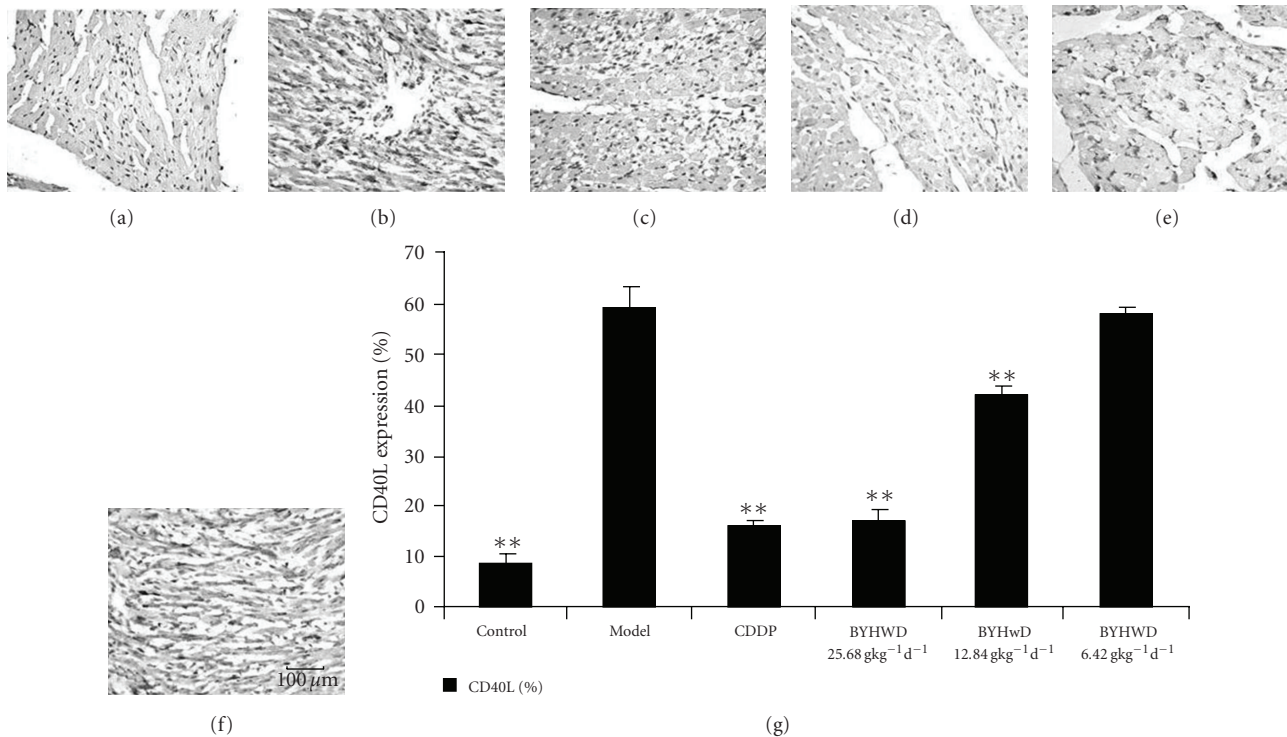 (a)
(b)
(c)
(d)
(e)
100 μm
(f)
CD40L expression (%)
70
60
50
40
30
20
10
0
**
**
**
**
Control
Model
CDDP
BYHWD
25.68 gkg⁻¹d⁻¹
BYHwD
12.84 gkg⁻¹d⁻¹
BYHWD
6.42 gkg⁻¹d⁻¹
CD40L (%)
(g)